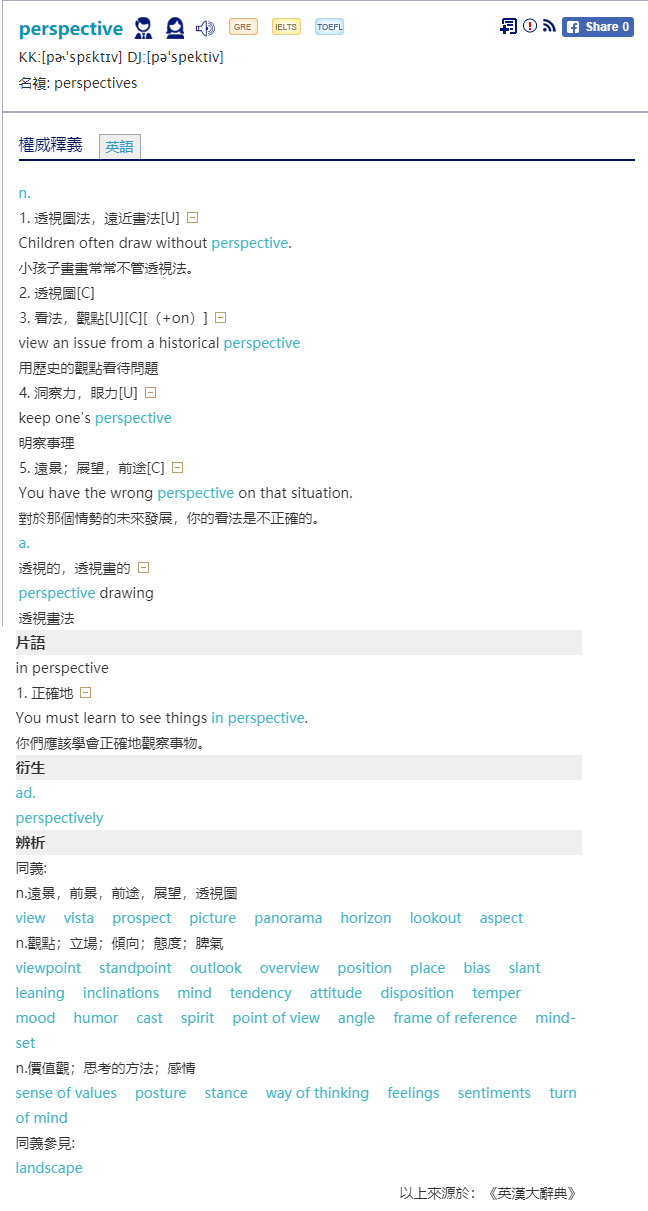 perspective GRE IELTS TOEFL Share 0
KK:[pɚˋspɛktɪv] DJ:[pəˋspektiv]
名複: perspectives
權威釋義 英語
n.
1. 透視圖法，遠近畫法[U]
Children often draw without perspective.
小孩子畫畫常常不管透視法。
2. 透視圖[C]
3. 看法，觀點[U][C][（+on）]
view an issue from a historical perspective
用歷史的觀點看待問題
4. 洞察力，眼力[U]
keep one's perspective
明察事理
5. 遠景；展望，前途[C]
You have the wrong perspective on that situation.
對於那個情勢的未來發展，你的看法是不正確的。
a.
透視的，透視畫的
perspective drawing
透視畫法
片語
in perspective
1. 正確地
You must learn to see things in perspective.
你們應該學會正確地觀察事物。
衍生
ad.
perspectively
辨析
同義:
n.遠景，前景，前途，展望，透視圖
view vista prospect picture panorama horizon lookout aspect
n.觀點；立場；傾向；態度；脾氣
viewpoint standpoint outlook overview position place bias slant
leaning inclinations mind tendency attitude disposition temper
mood humor cast spirit point of view angle frame of reference mind-
set
n.價值觀；思考的方法；感情
sense of values posture stance way of thinking feelings sentiments turn
of mind
同義參見:
landscape
以上來源於：《英漢大辭典》